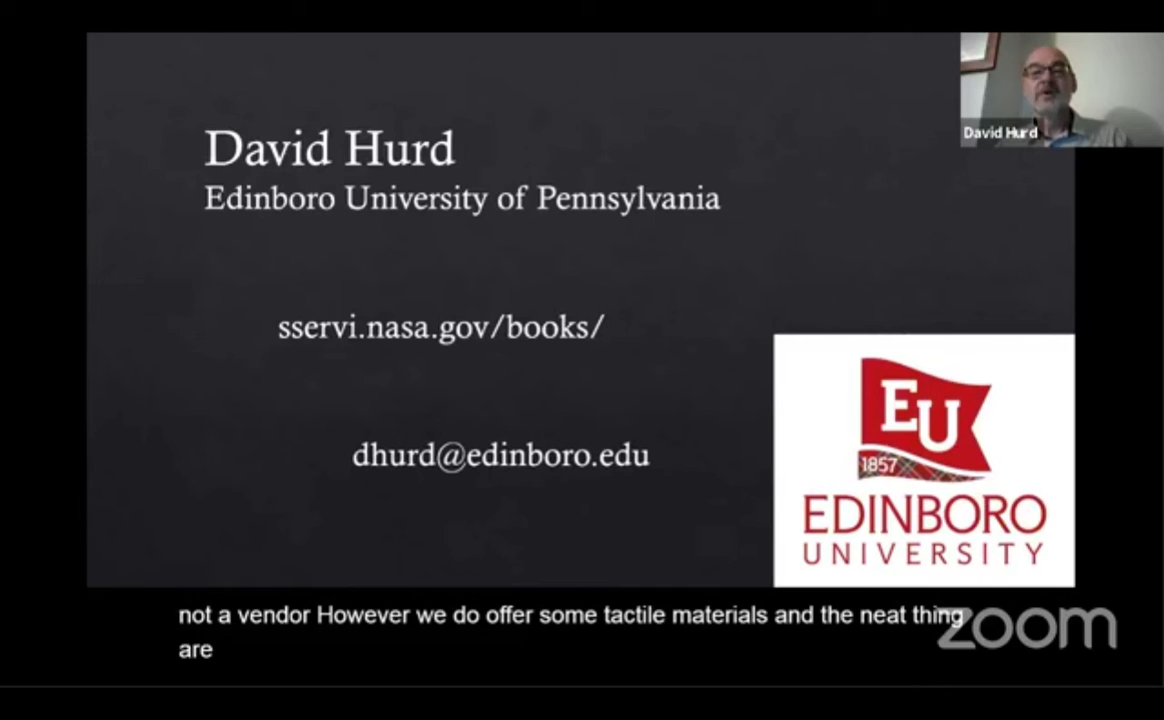 David Hurd
David Hurd
Edinboro University of Pennsylvania
sservi.nasa.gov/books/
dhurd@edinboro.edu
EU
1857
EDINBORO
UNIVERSITY
not a vendor However we do offer some tactile materials and the neat thing
are
zoom